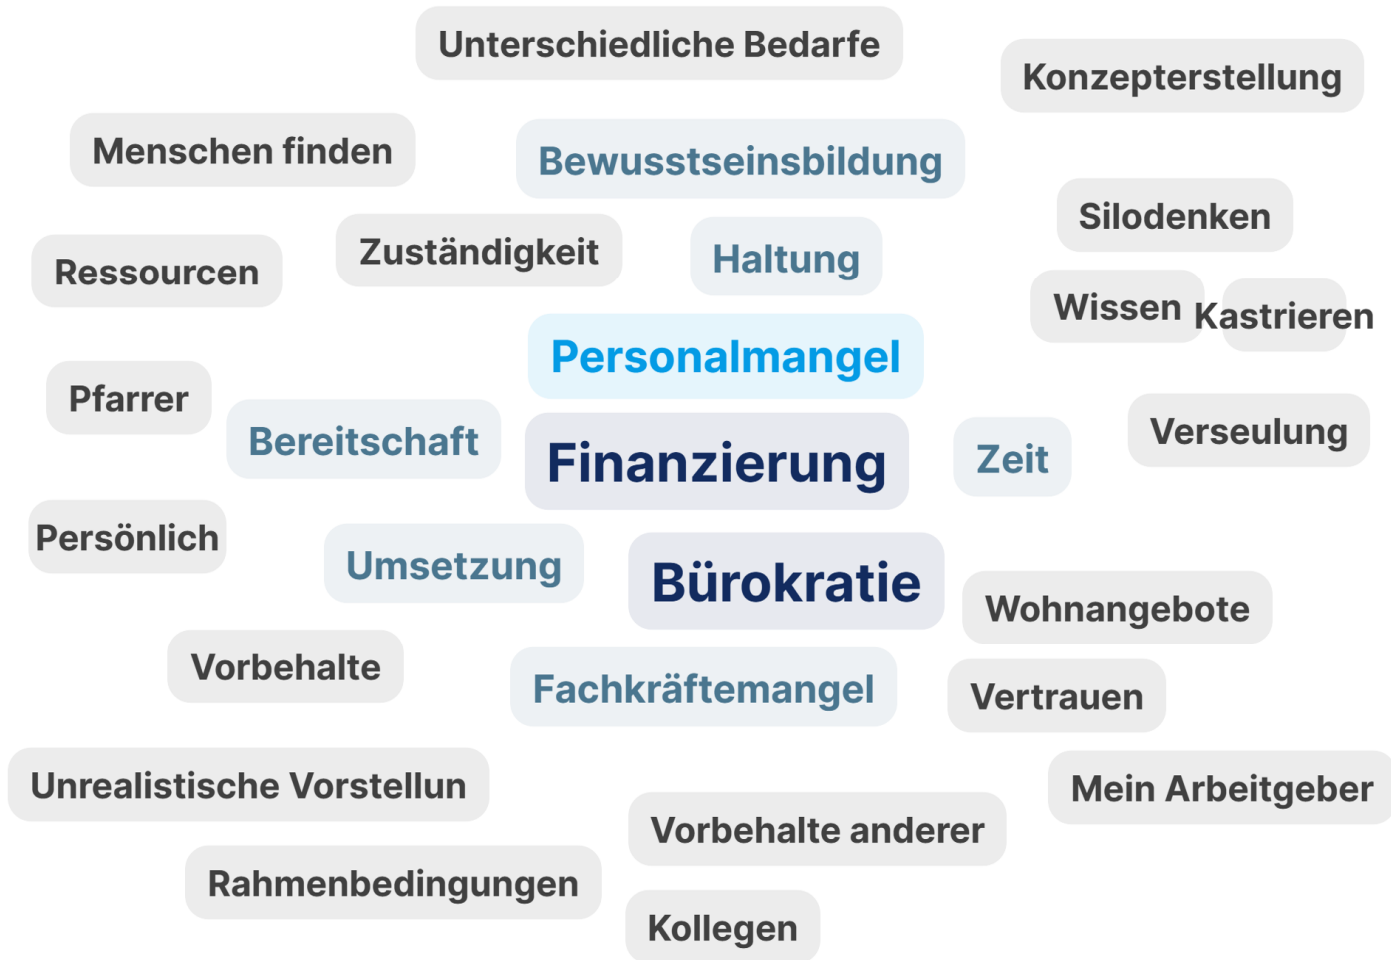 Unterschiedliche Bedarfe
Konzepterstellung
Menschen finden
Bewusstseinsbildung
Silodenken
Zuständigkeit
Haltung
Ressourcen
Wissen
Kastrieren
Personalmangel
Pfarrer
Bereitschaft
Finanzierung
Zeit
Verseulung
Persönlich
Umsetzung
Bürokratie
Wohnangebote
Vorbehalte
Fachkräftemangel
Vertrauen
Unrealistische Vorstellun
Mein Arbeitgeber
Vorbehalte anderer
Rahmenbedingungen
Kollegen